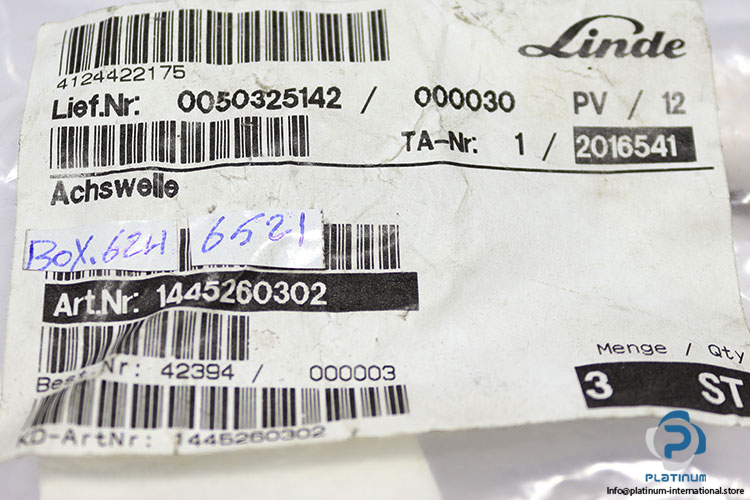 4124422175
Linde
Lief.Nr: 0050325142 / 000030 PV / 12
TA-Nr: 1 / 2016541
Achswelle
BOX.62H 6521
Art.Nr: 1445260302
Menge / Qty
Best.-Nr: 42394 / 000003
3 ST
KD-ArtNr: 1445260302
PLATINUM
Info@platinum-international.store